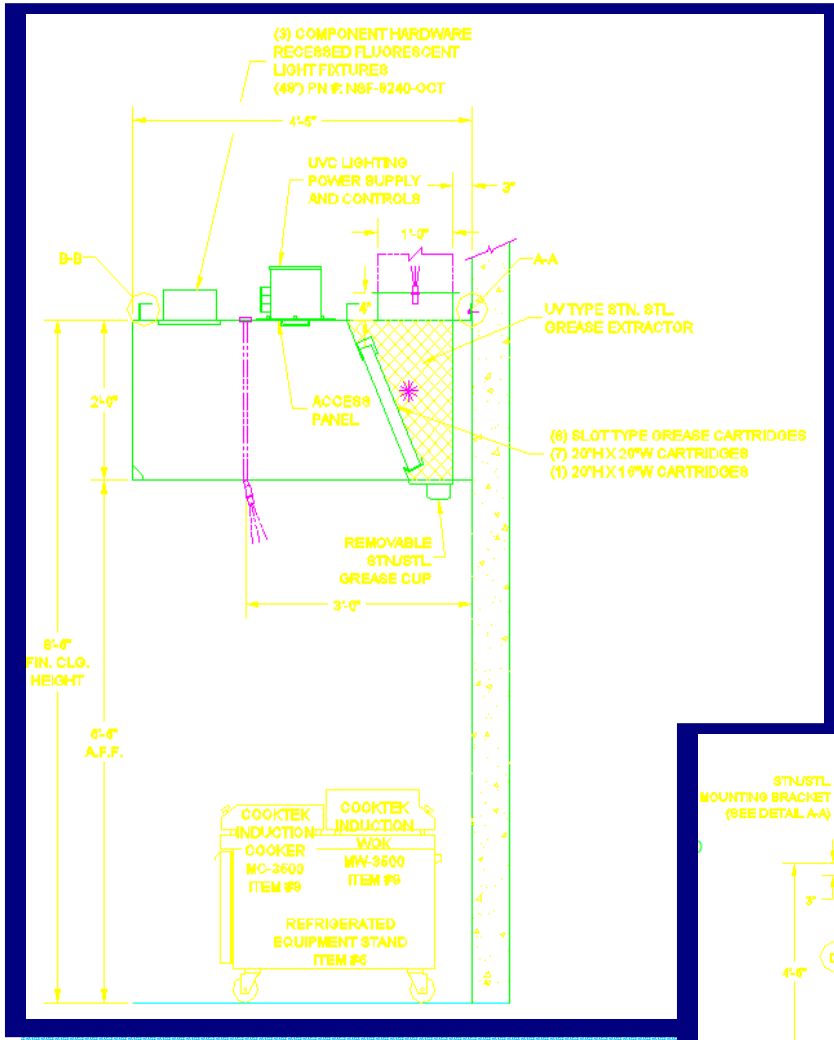 (3) COMPONENT HARDWARE
RECESSED FLUORESCENT
LIGHT FIXTURES
(48") PN #: NSF-8240-OCT
4'-6"
UVC LIGHTING
POWER SUPPLY
AND CONTROLS
3"
1'-0"
B-B
A-A
4"
UV TYPE STN. STL.
GREASE EXTRACTOR
2'-0"
ACCESS
PANEL
(8) SLOT TYPE GREASE CARTRIDGES
(7) 20"H X 20"W CARTRIDGES
(1) 20"H X 16"W CARTRIDGES
REMOVABLE
STN./STL.
GREASE CUP
3'-0"
8'-6"
FIN. CLG.
HEIGHT
6'-6"
A.F.F.
COOKTEK
INDUCTION
COOKER
MC-3500
ITEM #9
COOKTEK
INDUCTION
WOK
MW-3500
ITEM #9
REFRIGERATED
EQUIPMENT STAND
ITEM #6
STN./STL.
MOUNTING BRACKET
(SEE DETAIL A-A)
3"
4'-6"